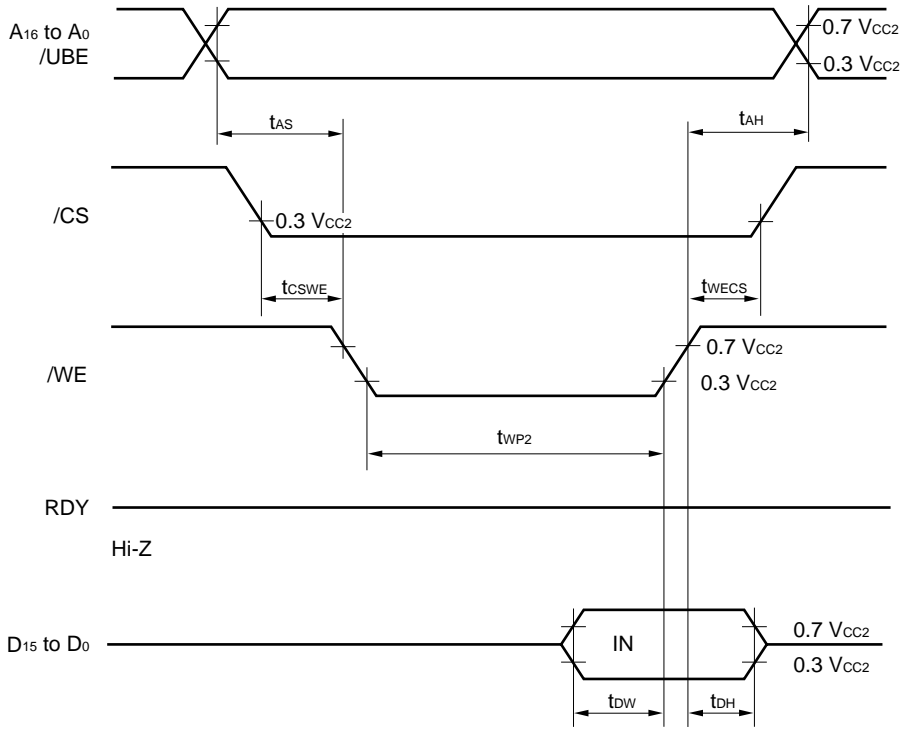 A16 to A0
/UBE
0.7 VCC2
0.3 VCC2
tAS
tAH
/CS
0.3 VCC2
tCSWE
tWECS
/WE
0.7 VCC2
0.3 VCC2
tWP2
RDY
Hi-Z
D15 to D0
IN
0.7 VCC2
0.3 VCC2
tDW
tDH